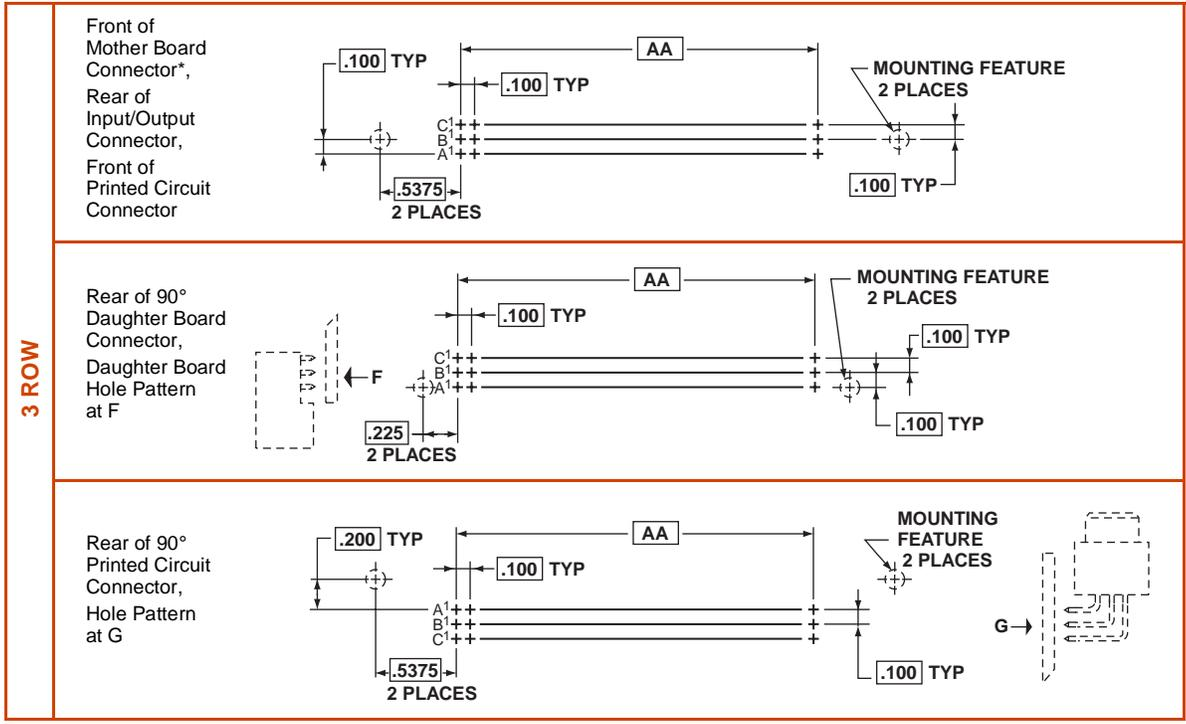 3 ROW
Front of
Mother Board
Connector*,
Rear of
Input/Output
Connector,
Front of
Printed Circuit
Connector
.100 TYP
AA
.100 TYP
MOUNTING FEATURE
2 PLACES
C1
B1
A1
.5375
2 PLACES
.100 TYP
Rear of 90°
Daughter Board
Connector,
Daughter Board
Hole Pattern
at F
F
AA
.100 TYP
MOUNTING FEATURE
2 PLACES
.100 TYP
C1
B1
A1
.225
2 PLACES
.100 TYP
Rear of 90°
Printed Circuit
Connector,
Hole Pattern
at G
.200 TYP
AA
.100 TYP
MOUNTING
FEATURE
2 PLACES
A1
B1
C1
.5375
2 PLACES
.100 TYP
G